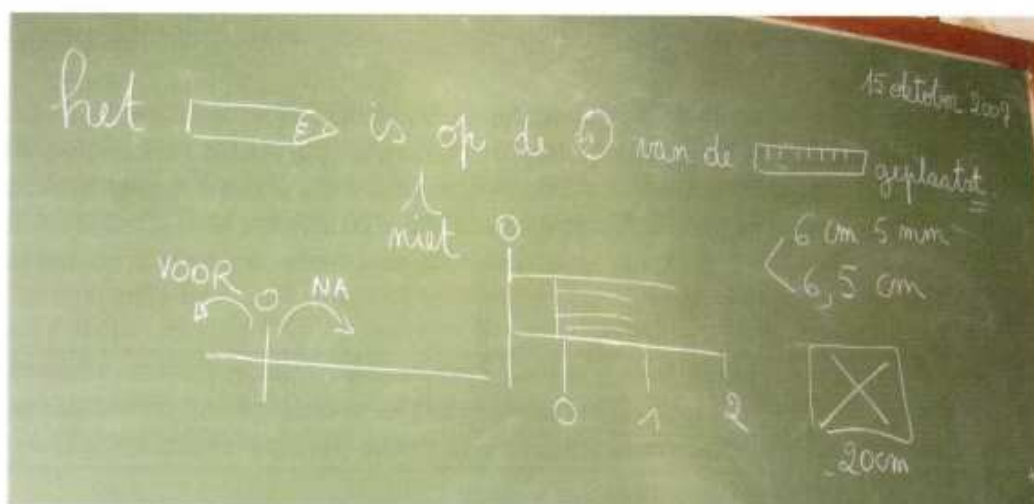 15 oktober 2009
het is op de 0 van de geplaatst
niet
6 cm 5 mm
6,5 cm
VOOR 0 NA
0
0 1 2
20cm